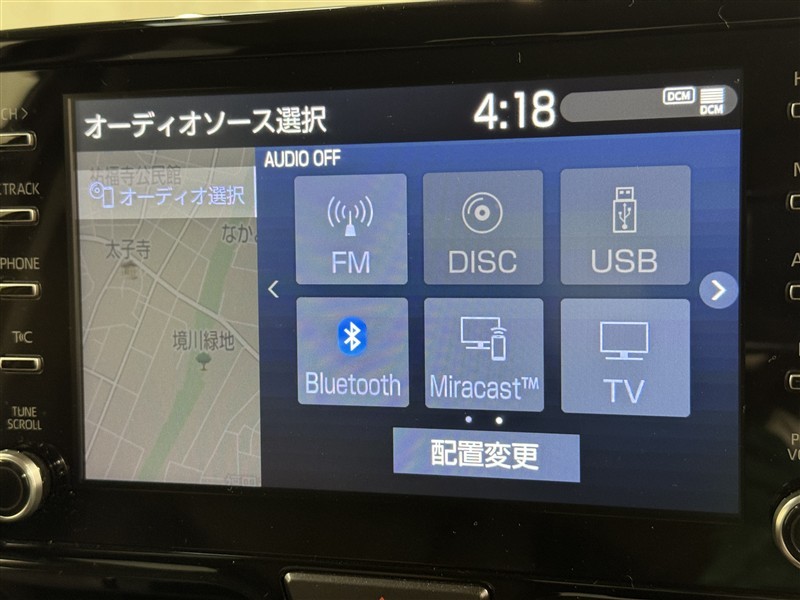 オーディオソース選択
4:18
DCM
DCM
オーディオ選択
太子寺
境川緑地
AUDIO OFF
FM
DISC
USB
Bluetooth
Miracast™
TV
配置変更
TRACK
PHONE
TUNE
SCROLL